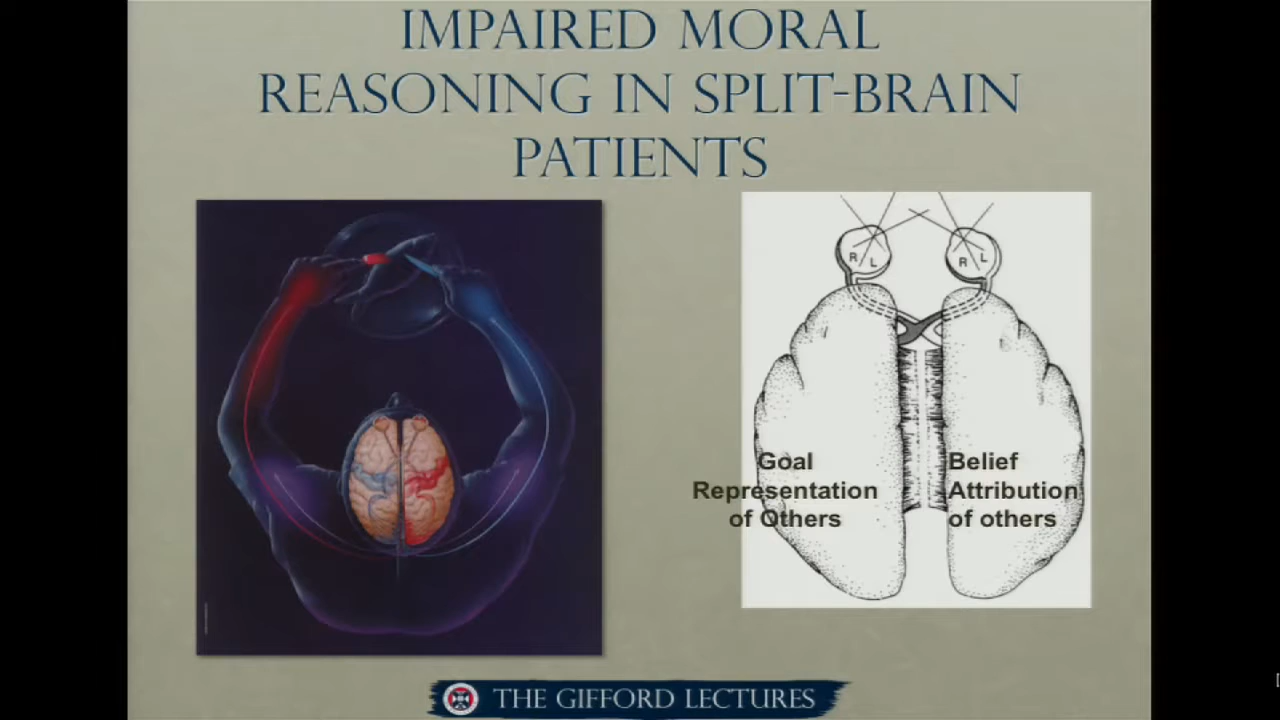 IMPAIRED MORAL
REASONING IN SPLIT-BRAIN
PATIENTS
R L
R L
Goal
Representation
of Others
Belief
Attribution
of others
THE GIFFORD LECTURES